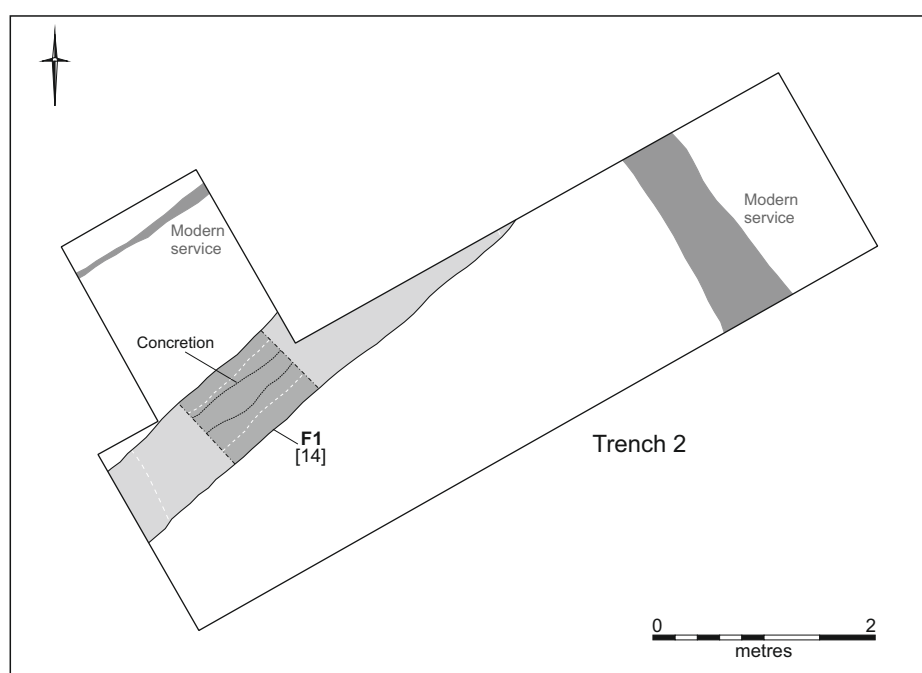 Modern
service
Modern
service
Concretion
F1
[14]
Trench 2
0 2
metres